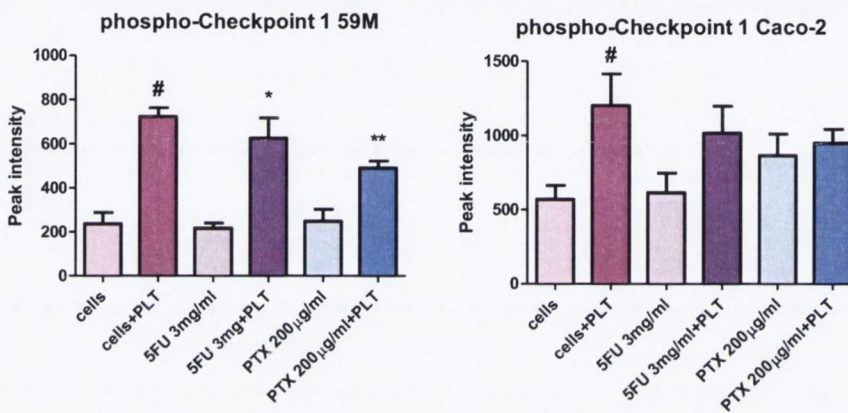 phospho-Checkpoint 1 59M
Peak intensity
1000
800
600
400
200
0
#
*
**
cells
cells+PLT
5FU 3mg/ml
5FU 3mg+PLT
PTX 200µg/ml
PTX 200µg/ml+PLT
phospho-Checkpoint 1 Caco-2
Peak intensity
1500
1000
500
0
#
cells
cells+PLT
5FU 3mg/ml
5FU 3mg/ml+PLT
PTX 200µg/ml
PTX 200µg/ml+PLT